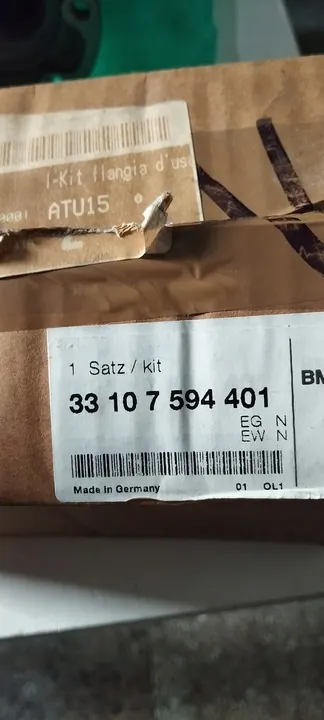 I-Kit flangia d'us
ATU15
1 Satz / kit
33 10 7 594 401
EG N
EW N
BM
Made In Germany 01 OL1